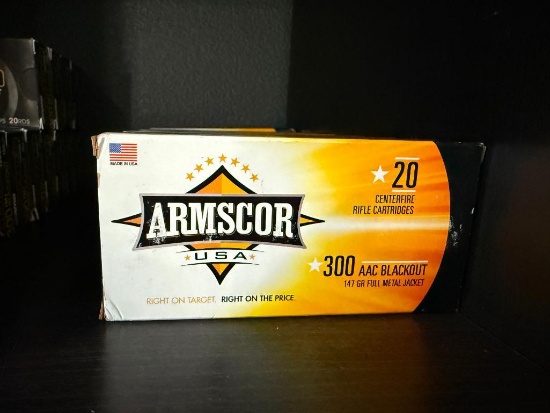 20RDS
MADE IN USA
ARMSCOR
USA
RIGHT ON TARGET. RIGHT ON THE PRICE.
20
CENTERFIRE
RIFLE CARTRIDGES
300 AAC BLACKOUT
147 GR FULL METAL JACKET